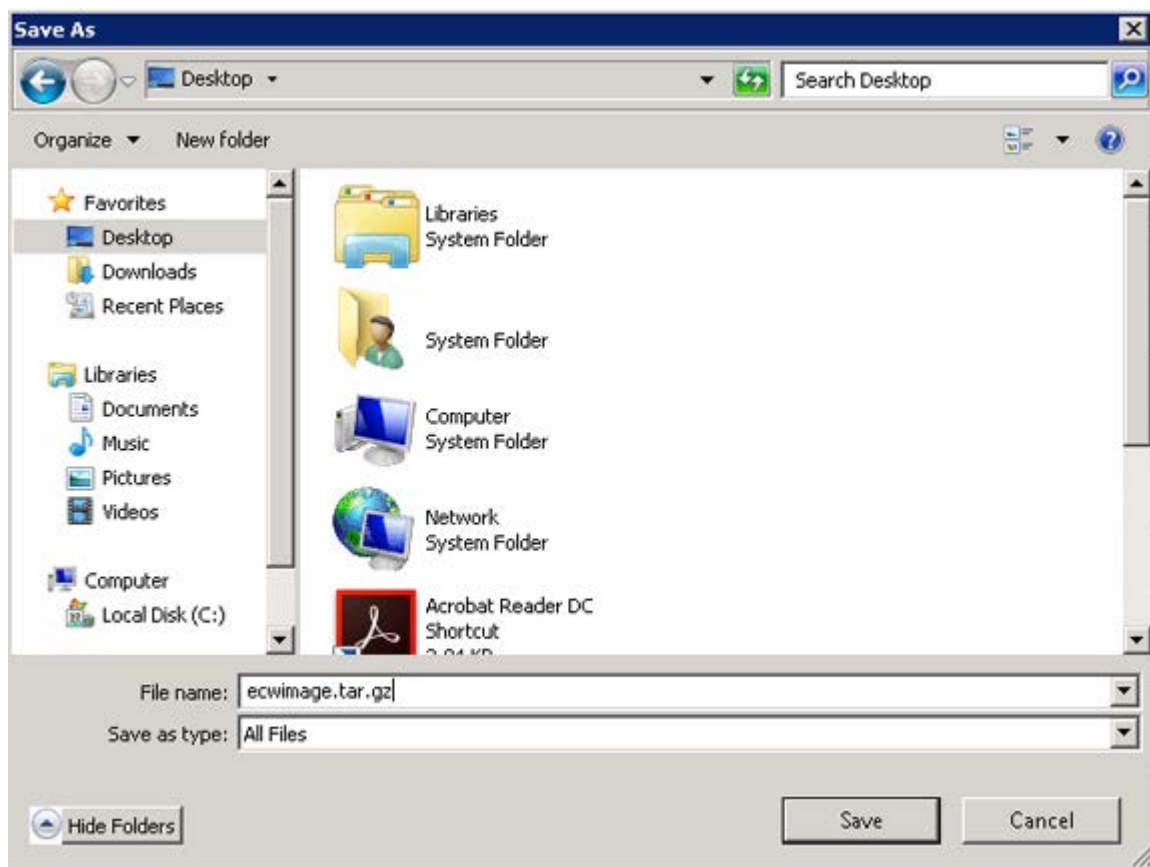 Save As
Desktop
Search Desktop
Organize
New folder
Favorites
Desktop
Downloads
Recent Places
Libraries
Documents
Music
Pictures
Videos
Computer
Local Disk (C:)
Libraries
System Folder
System Folder
Computer
System Folder
Network
System Folder
Acrobat Reader DC
Shortcut
File name: ecwimage.tar.gz
Save as type: All Files
Hide Folders
Save
Cancel